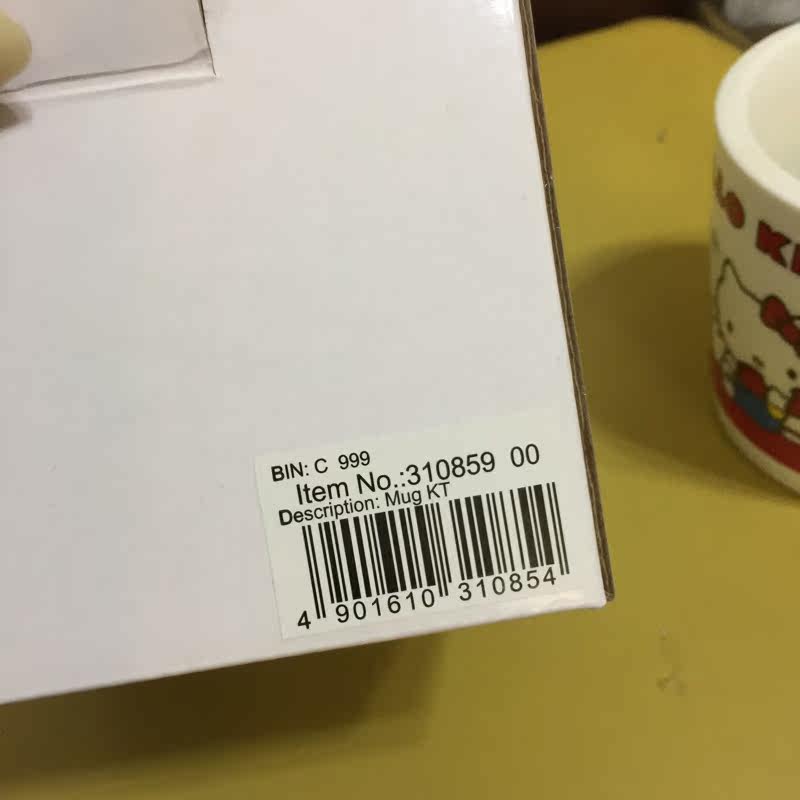 BIN: C 999
Item No.:310859 00
Description: Mug KT
4 901610 310854